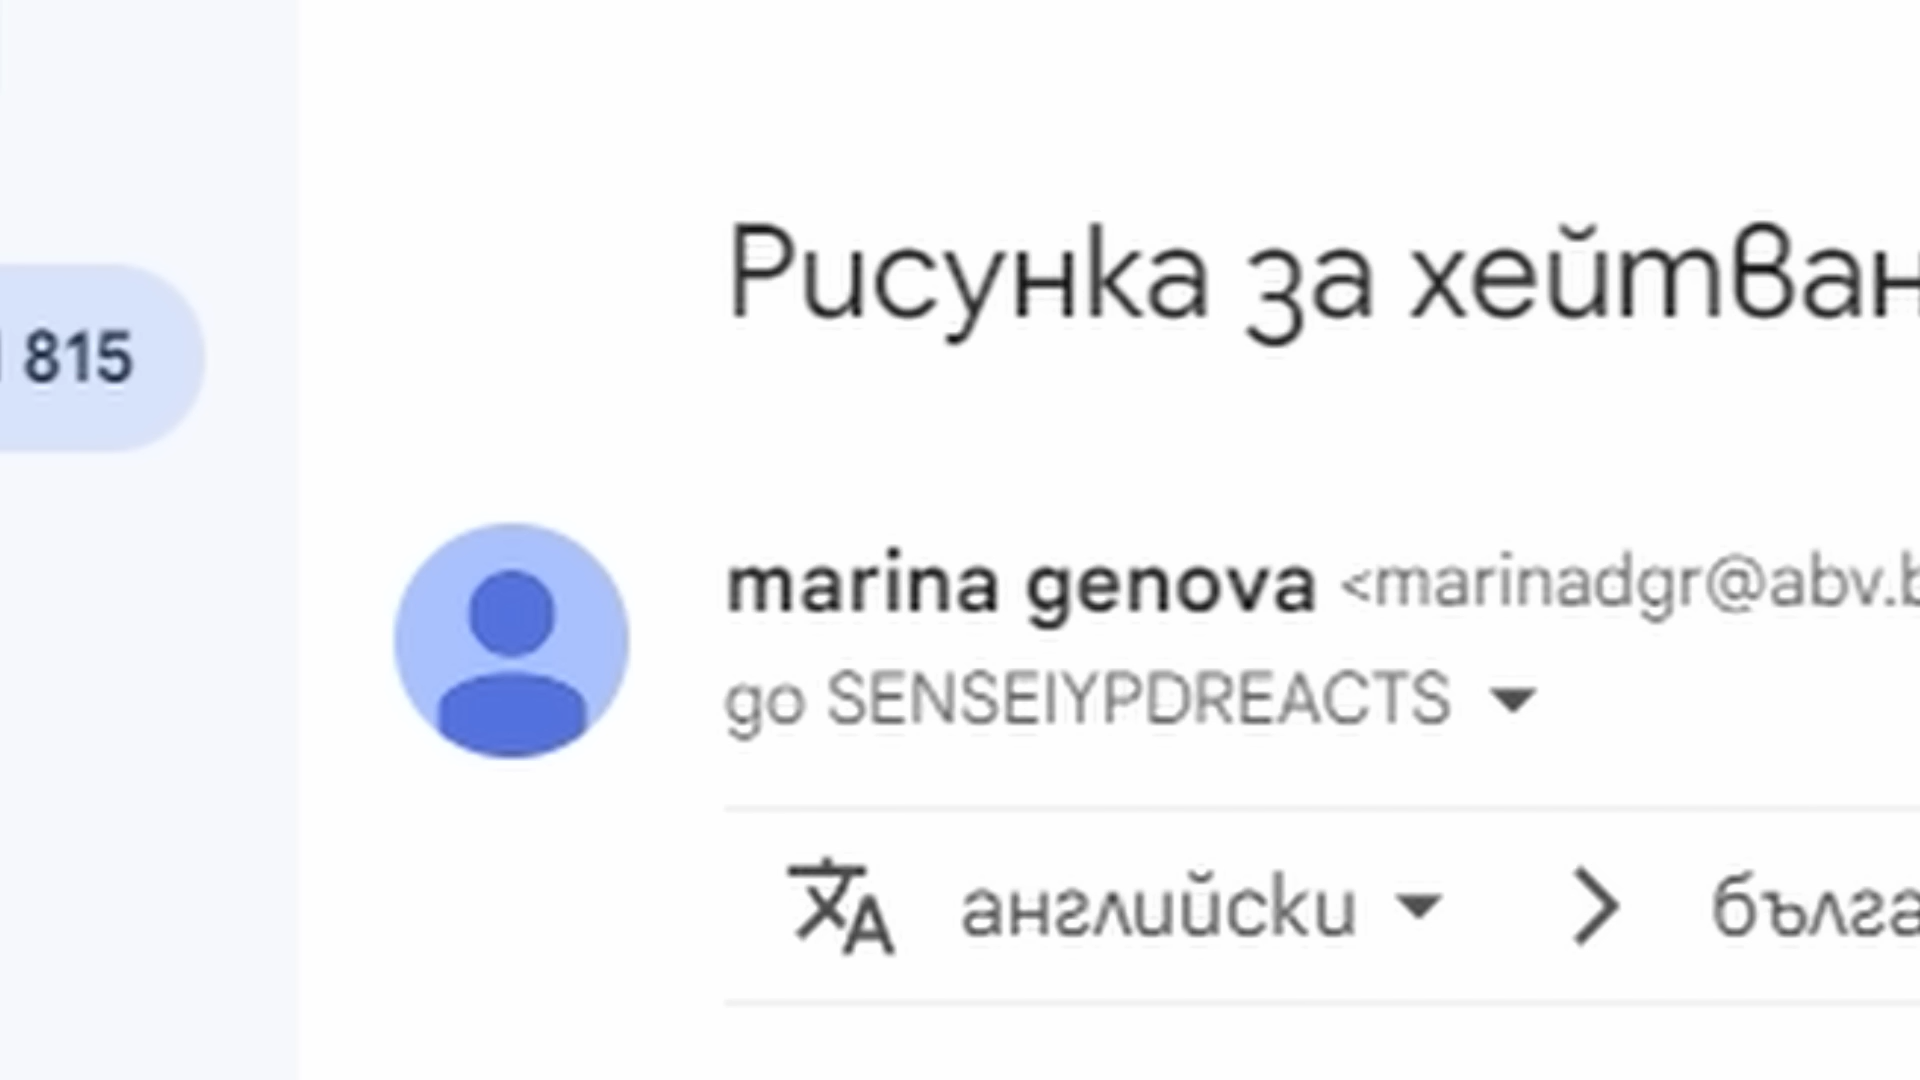 815
Рисунка за хейтван
marina genova <marinadgr@abv.b
до SENSEIYPDREACTS
английски > бълга